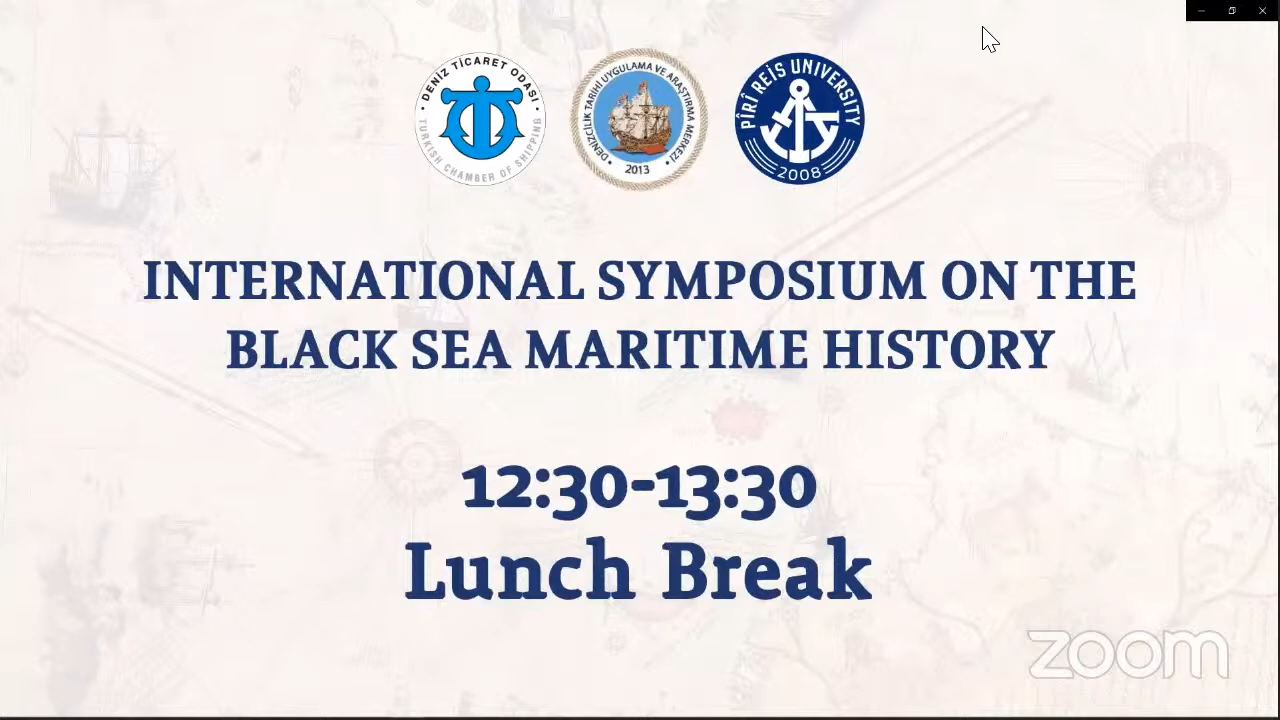 DENİZ TİCARET ODASI
TURKISH CHAMBER OF SHIPPING
DENİZCİLİK TARİHİ UYGULAMA VE ARAŞTIRMA MERKEZİ
2013
PÎRÎ REİS UNIVERSITY
2008
INTERNATIONAL SYMPOSIUM ON THE
BLACK SEA MARITIME HISTORY
12:30-13:30
Lunch Break
zoom